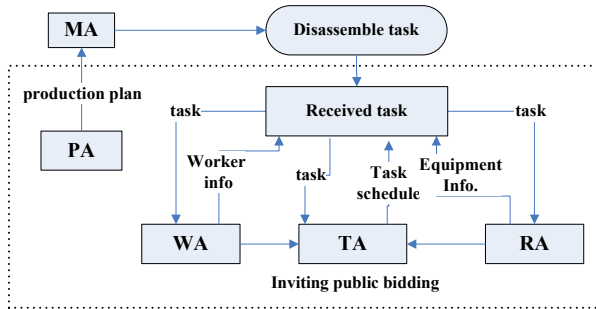 MA
Disassemble task
production plan
task
Received task
task
PA
Worker
info
task
Task
schedule
Equipment
Info.
WA
TA
RA
Inviting public bidding